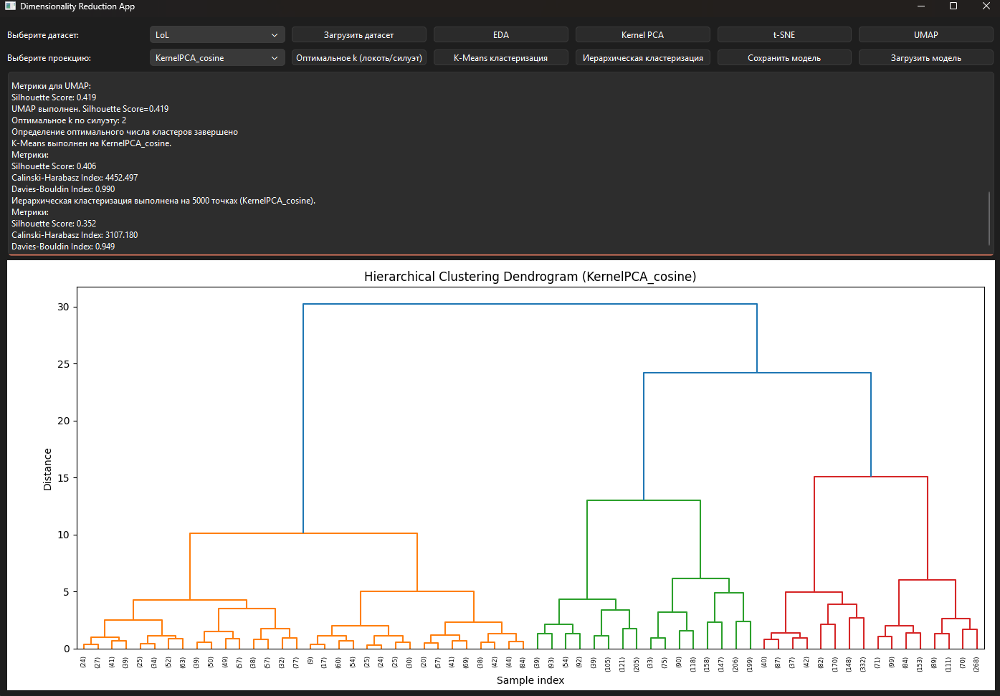 Dimensionality Reduction App
Выберите датасет:
LoL
Загрузить датасет
EDA
Kernel PCA
t-SNE
UMAP
Выберите проекцию:
KernelPCA_cosine
Оптимальное k (локоть/силуэт)
K-Means кластеризация
Иерархическая кластеризация
Сохранить модель
Загрузить модель
Метрики для UMAP:
Silhouette Score: 0.419
UMAP выполнен. Silhouette Score=0.419
Оптимальное k по силуэту: 2
Определение оптимального числа кластеров завершено
K-Means выполнен на KernelPCA_cosine.
Метрики:
Silhouette Score: 0.406
Calinski-Harabasz Index: 4452.497
Davies-Bouldin Index: 0.990
Иерархическая кластеризация выполнена на 5000 точках (KernelPCA_cosine).
Метрики:
Silhouette Score: 0.352
Calinski-Harabasz Index: 3107.180
Davies-Bouldin Index: 0.949
Hierarchical Clustering Dendrogram (KernelPCA_cosine)
30
25
20
15
10
5
0
Distance
(24) (27) (41) (39) (25) (34) (52) (63) (39) (50) (49) (57) (38) (57) (32) (77) (9) (17) (60) (54) (25) (24) (25) (30) (20) (57) (41) (69) (38) (42) (44) (84) (39) (93) (54) (92) (39) (105) (121) (205) (33) (75) (90) (118) (158) (147) (206) (199) (40) (87) (37) (42) (82) (170) (148) (332) (71) (99) (84) (153) (89) (111) (70) (268)
Sample index